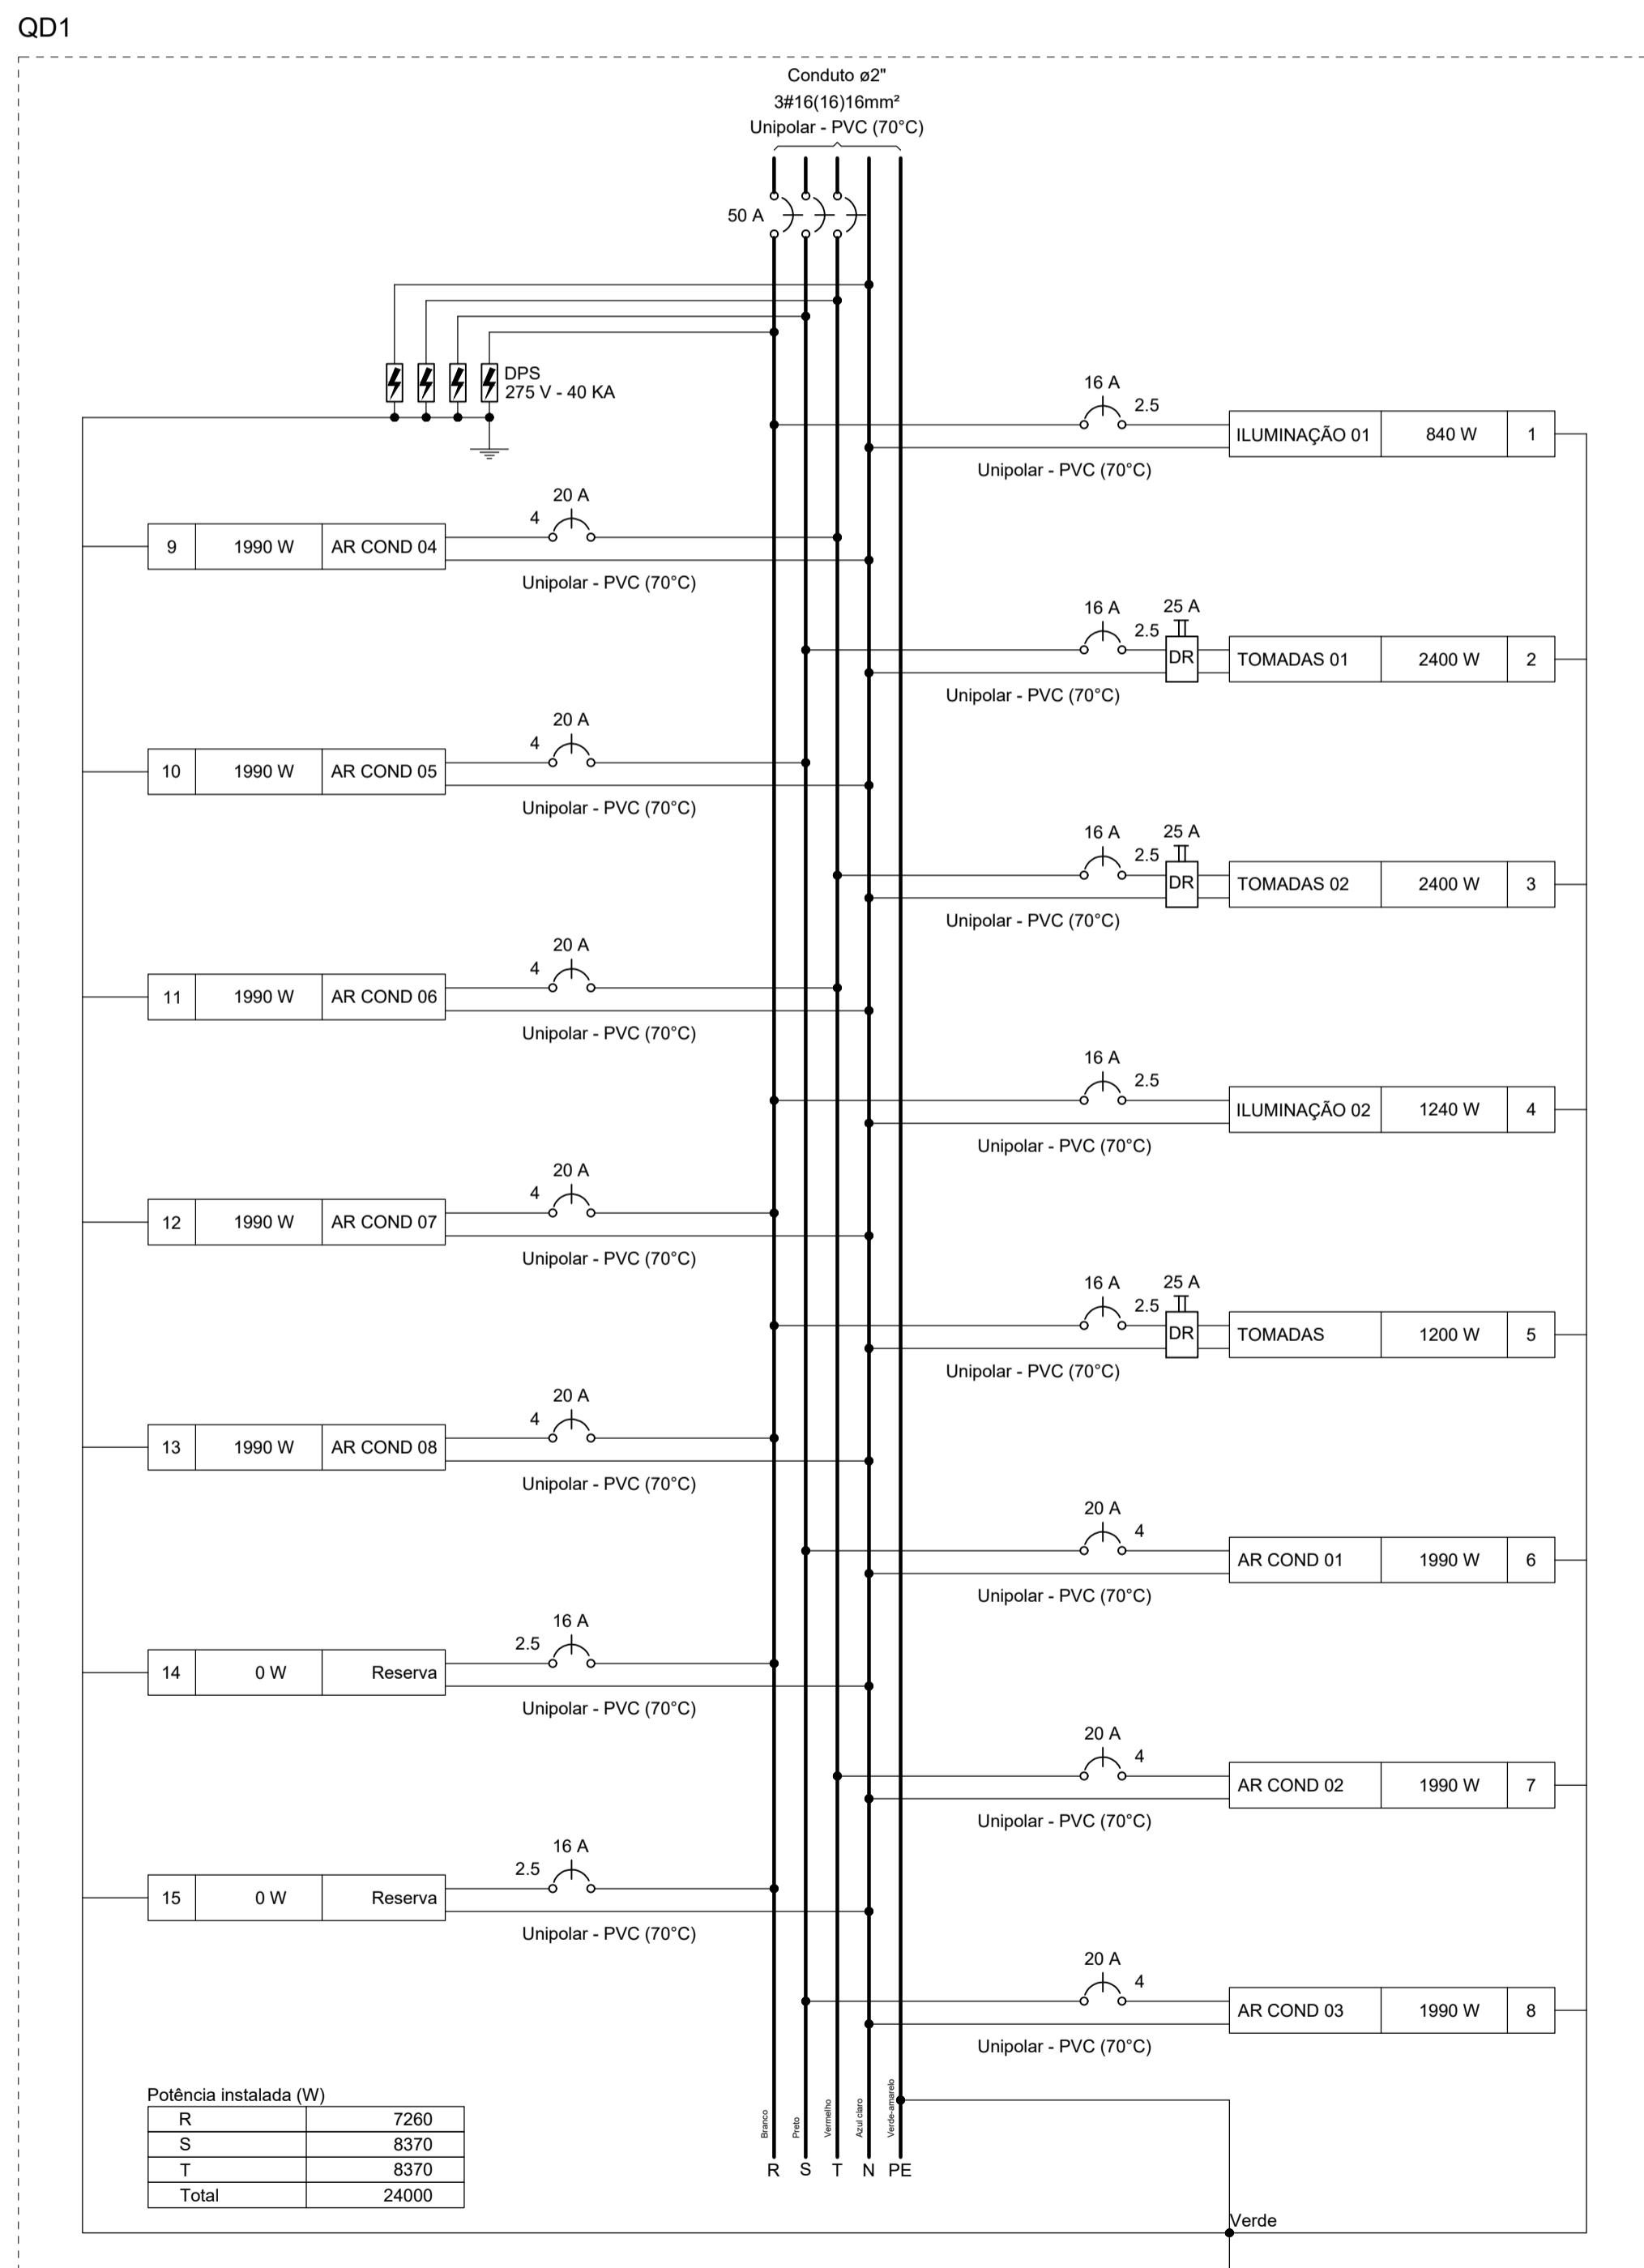 QD1
Conduto ø2"
3#16(16)16mm²
Unipolar - PVC (70°C)
50 A
DPS
275 V - 40 KA
16 A
2.5
ILUMINAÇÃO 01 840 W 1
Unipolar - PVC (70°C)
20 A
4
9 1990 W AR COND 04
Unipolar - PVC (70°C)
16 A 25 A
2.5
DR
TOMADAS 01 2400 W 2
Unipolar - PVC (70°C)
20 A
4
10 1990 W AR COND 05
Unipolar - PVC (70°C)
16 A 25 A
2.5
DR
TOMADAS 02 2400 W 3
Unipolar - PVC (70°C)
20 A
4
11 1990 W AR COND 06
Unipolar - PVC (70°C)
16 A
2.5
ILUMINAÇÃO 02 1240 W 4
Unipolar - PVC (70°C)
20 A
4
12 1990 W AR COND 07
Unipolar - PVC (70°C)
16 A 25 A
2.5
DR
TOMADAS 1200 W 5
Unipolar - PVC (70°C)
20 A
4
13 1990 W AR COND 08
Unipolar - PVC (70°C)
20 A
4
AR COND 01 1990 W 6
Unipolar - PVC (70°C)
16 A
2.5
14 0 W Reserva
Unipolar - PVC (70°C)
20 A
4
AR COND 02 1990 W 7
Unipolar - PVC (70°C)
16 A
2.5
15 0 W Reserva
Unipolar - PVC (70°C)
20 A
4
AR COND 03 1990 W 8
Unipolar - PVC (70°C)
Potência instalada (W)
R 7260
S 8370
T 8370
Total 24000
Branco
Preto
Vermelho
Azul claro
Verde-amarelo
R S T N PE
Verde